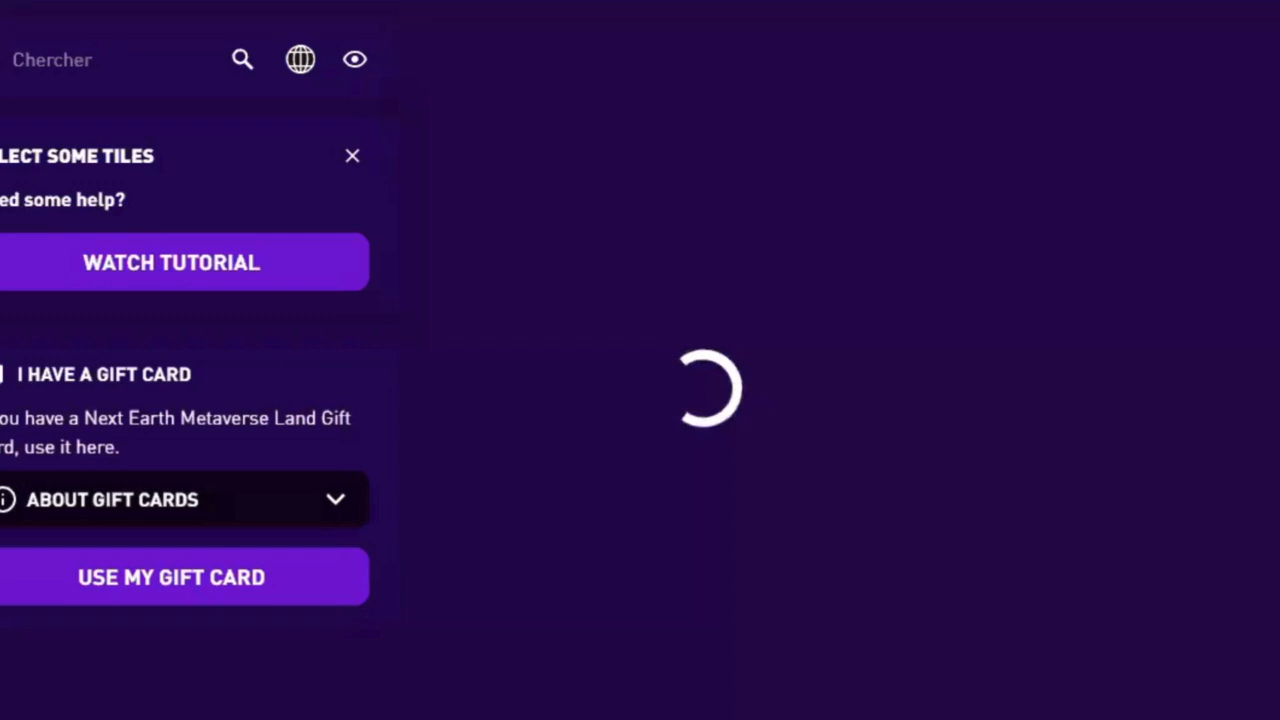 Chercher
LECT SOME TILES
ed some help?
WATCH TUTORIAL
I HAVE A GIFT CARD
ou have a Next Earth Metaverse Land Gift
rd, use it here.
ABOUT GIFT CARDS
USE MY GIFT CARD